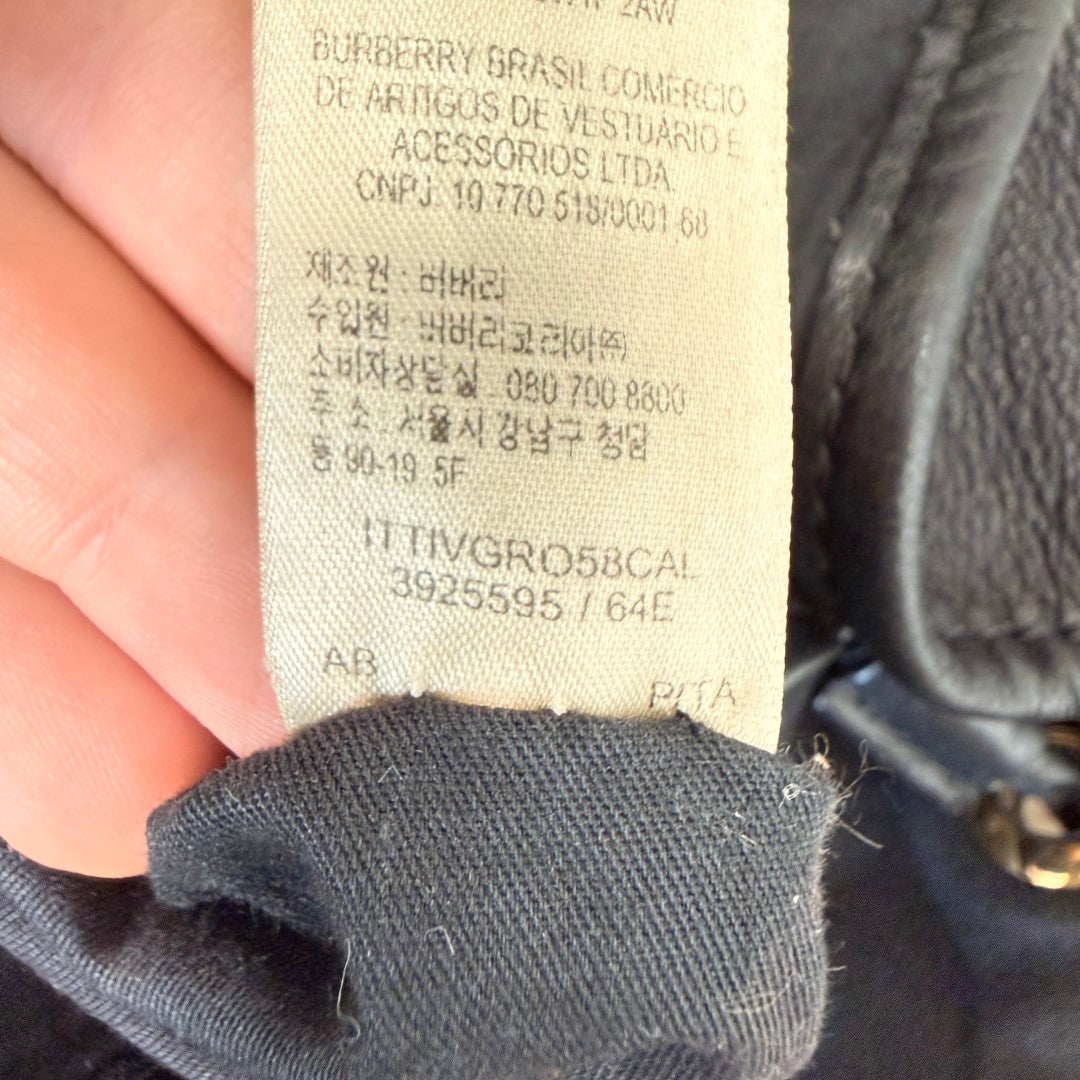 2AW
BURBERRY BRASIL COMERCIO
DE ARTIGOS DE VESTUARIO E
ACESSORIOS LTDA
CNPJ: 10 770 518/0001 68
제조원 · 버버리
수입원 · 버버리코리아㈜
소비자상담실 : 080 700 8800
주 소 : 서울시 강남구 청담
동 90-19 5F
ITTIVGRO58CAL
3925595 / 64E
AB P/TA